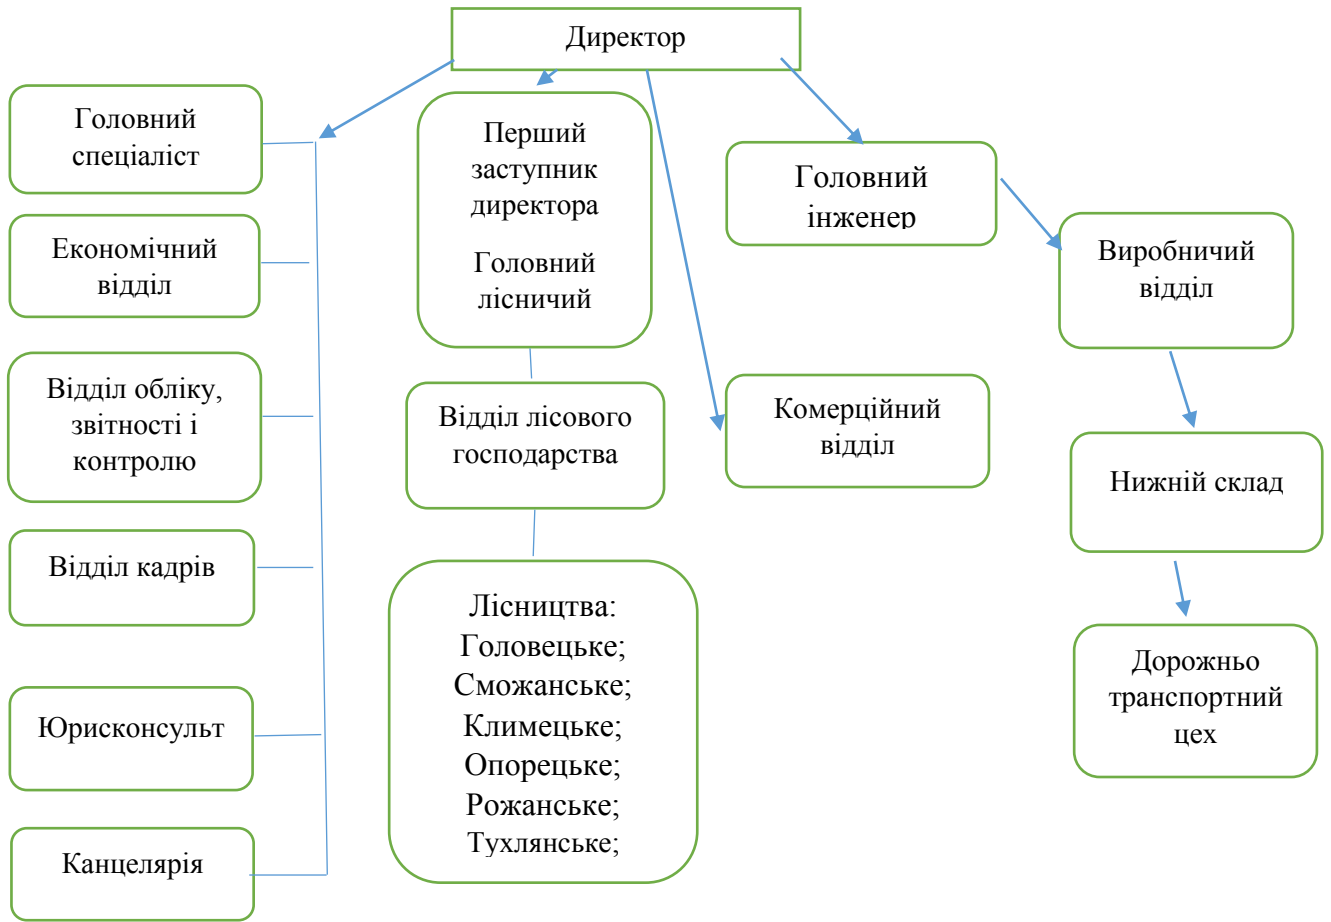 Директор
Головний
спеціаліст
Економічний
відділ
Відділ обліку,
звітності і
контролю
Відділ кадрів
Юрисконсульт
Канцелярія
Перший
заступник
директора
Головний
лісничий
Відділ лісового
господарства
Лісництва:
Головецьке;
Сможанське;
Климецьке;
Опорецьке;
Рожанське;
Тухлянське;
Комерційний
відділ
Головний
інженер
Виробничий
відділ
Нижній склад
Дорожньо
транспортний
цех